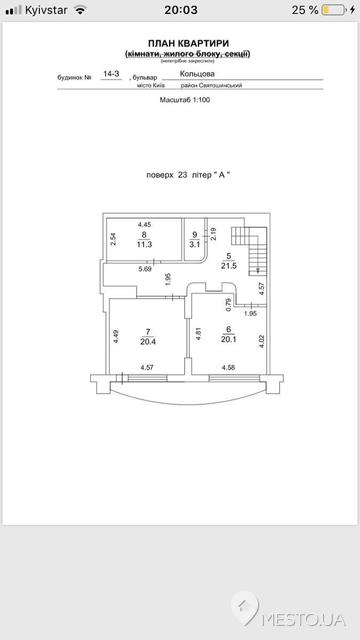 Kyivstar 20:03 25 %
ПЛАН КВАРТИРИ
(кімнати, жилого блоку, секції)
(непотрібне закреслити)
будинок № 14-З , бульвар Кольцова
місто Київ район Святошинський
Масштаб 1:100
поверх 23 літер " А "
4.45
2.54
8
11.3
9
3.1
2.19
5
21.5
5.69
1.95
4.57
0.79
1.95
4.49
7
20.4
4.81
6
20.1
4.02
4.57
4.58
MESTO.UA